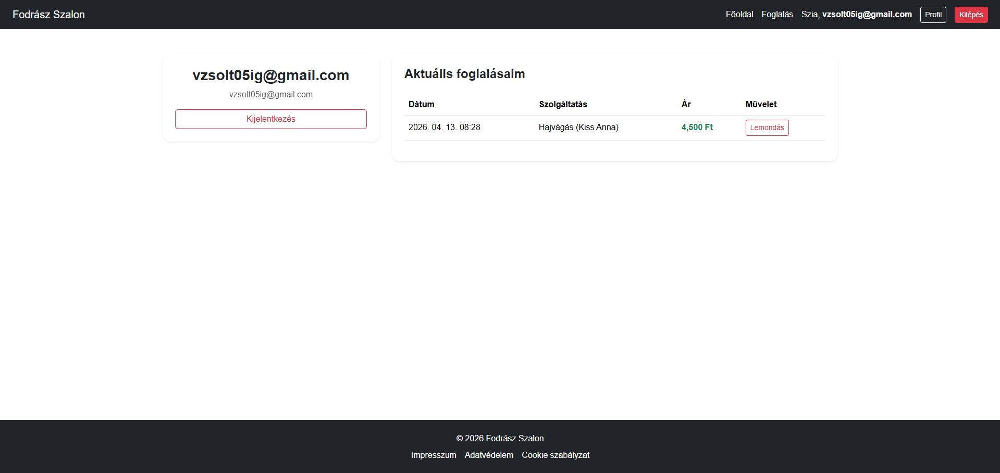 Fodrász Szalon
Főoldal Foglalás Szia, vzsolt05ig@gmail.com Profil Kilépés
vzsolt05ig@gmail.com
vzsolt05ig@gmail.com
Kijelentkezés
Aktuális foglalásaim
Dátum Szolgáltatás Ár Művelet
2026. 04. 13. 08:28 Hajvágás (Kiss Anna) 4,500 Ft Lemondás
© 2026 Fodrász Szalon
Impresszum Adatvédelem Cookie szabályzat